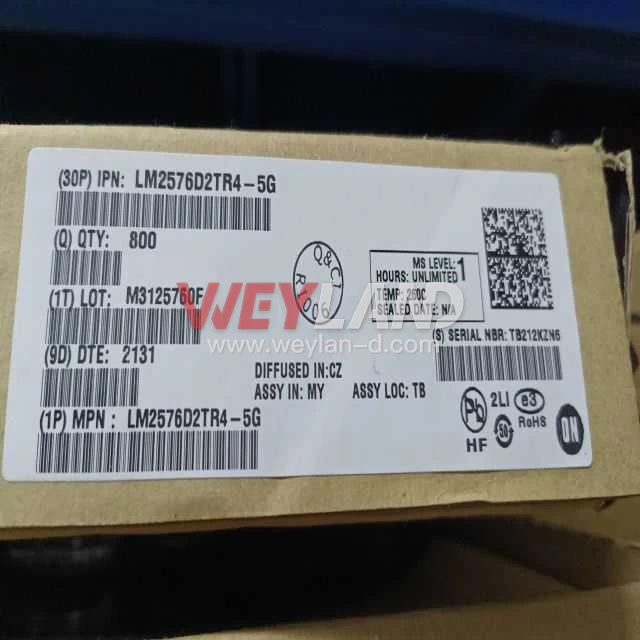 (30P) IPN: LM2576D2TR4-5G
(Q) QTY: 800
(1T) LOT: M3125760F
(9D) DTE: 2131
(1P) MPN : LM2576D2TR4-5G
Q&C1
MS LEVEL: 1
HOURS: UNLIMITED
TEMP: 260C
SEALED DATE: N/A
(S) SERIAL NBR: TB212KZN6
WEYLAND
www.weylan-d.com
DIFFUSED IN:CZ
ASSY IN: MY ASSY LOC: TB
Pb
HF
2LI
50
e3
RoHS
ON